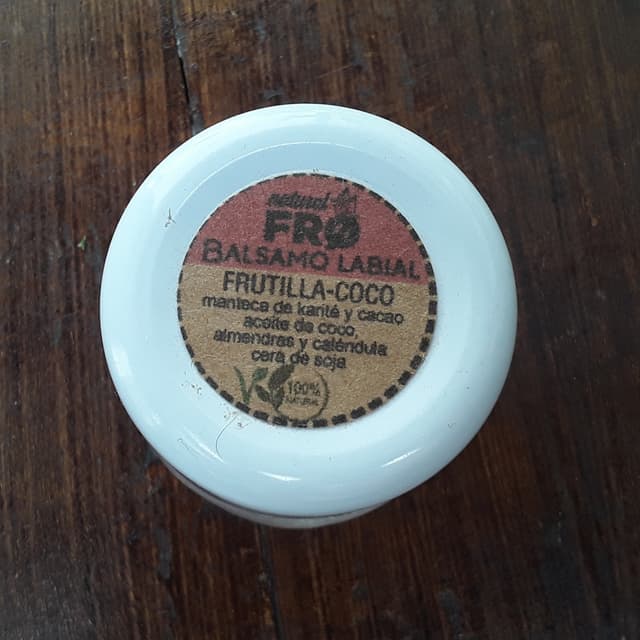 natural
FRØ
BALSAMO LABIAL
FRUTILLA-COCO
manteca de karité y cacao
aceite de coco,
almendras y caléndula
cera de soja
100%